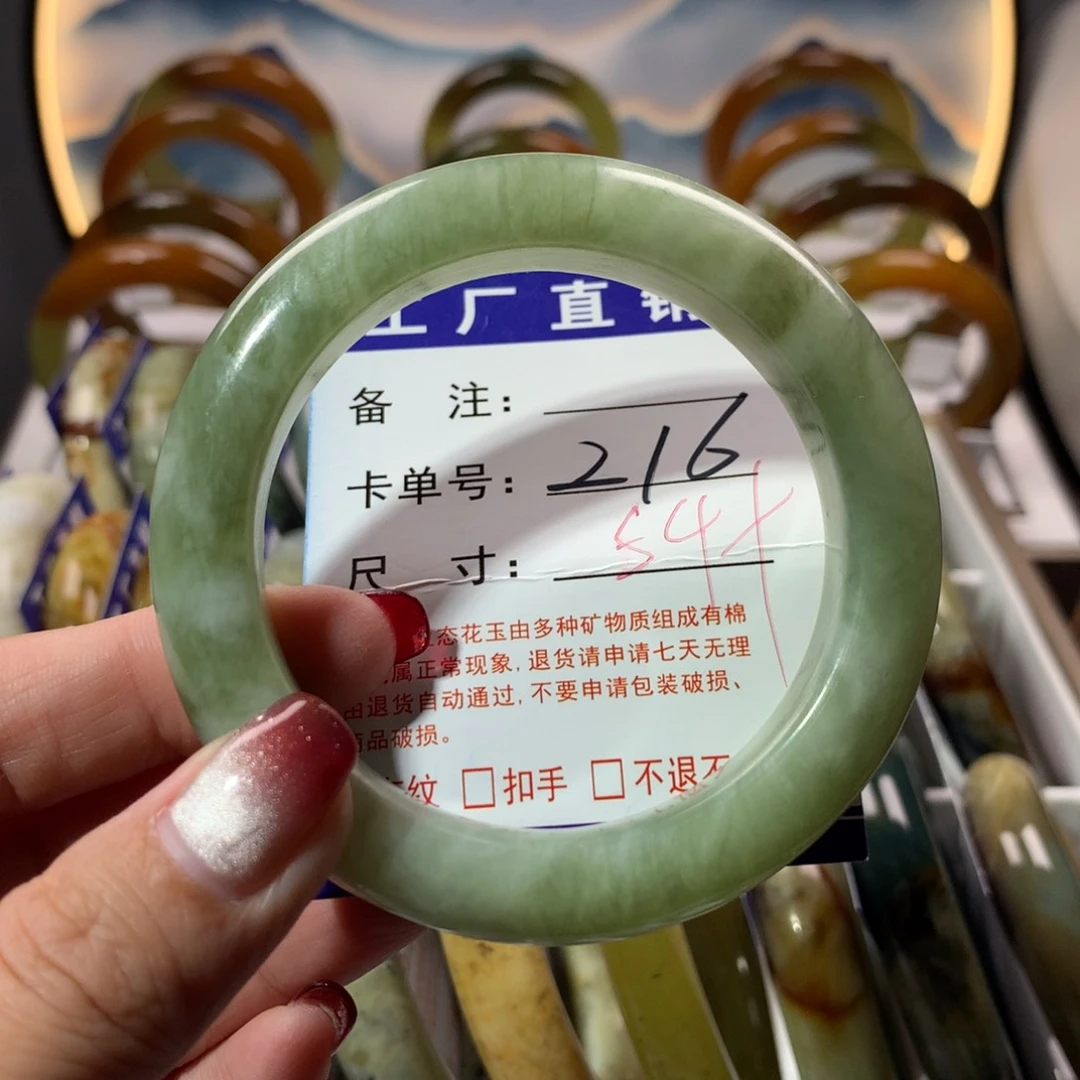 工厂直销
备 注：
卡单号：216
尺 寸：54+
态花玉由多种矿物质组成有棉
属正常现象，退货请申请七天无理
由退货自动通过，不要申请包装破损、
商品破损。
纹 □扣手 □不退不